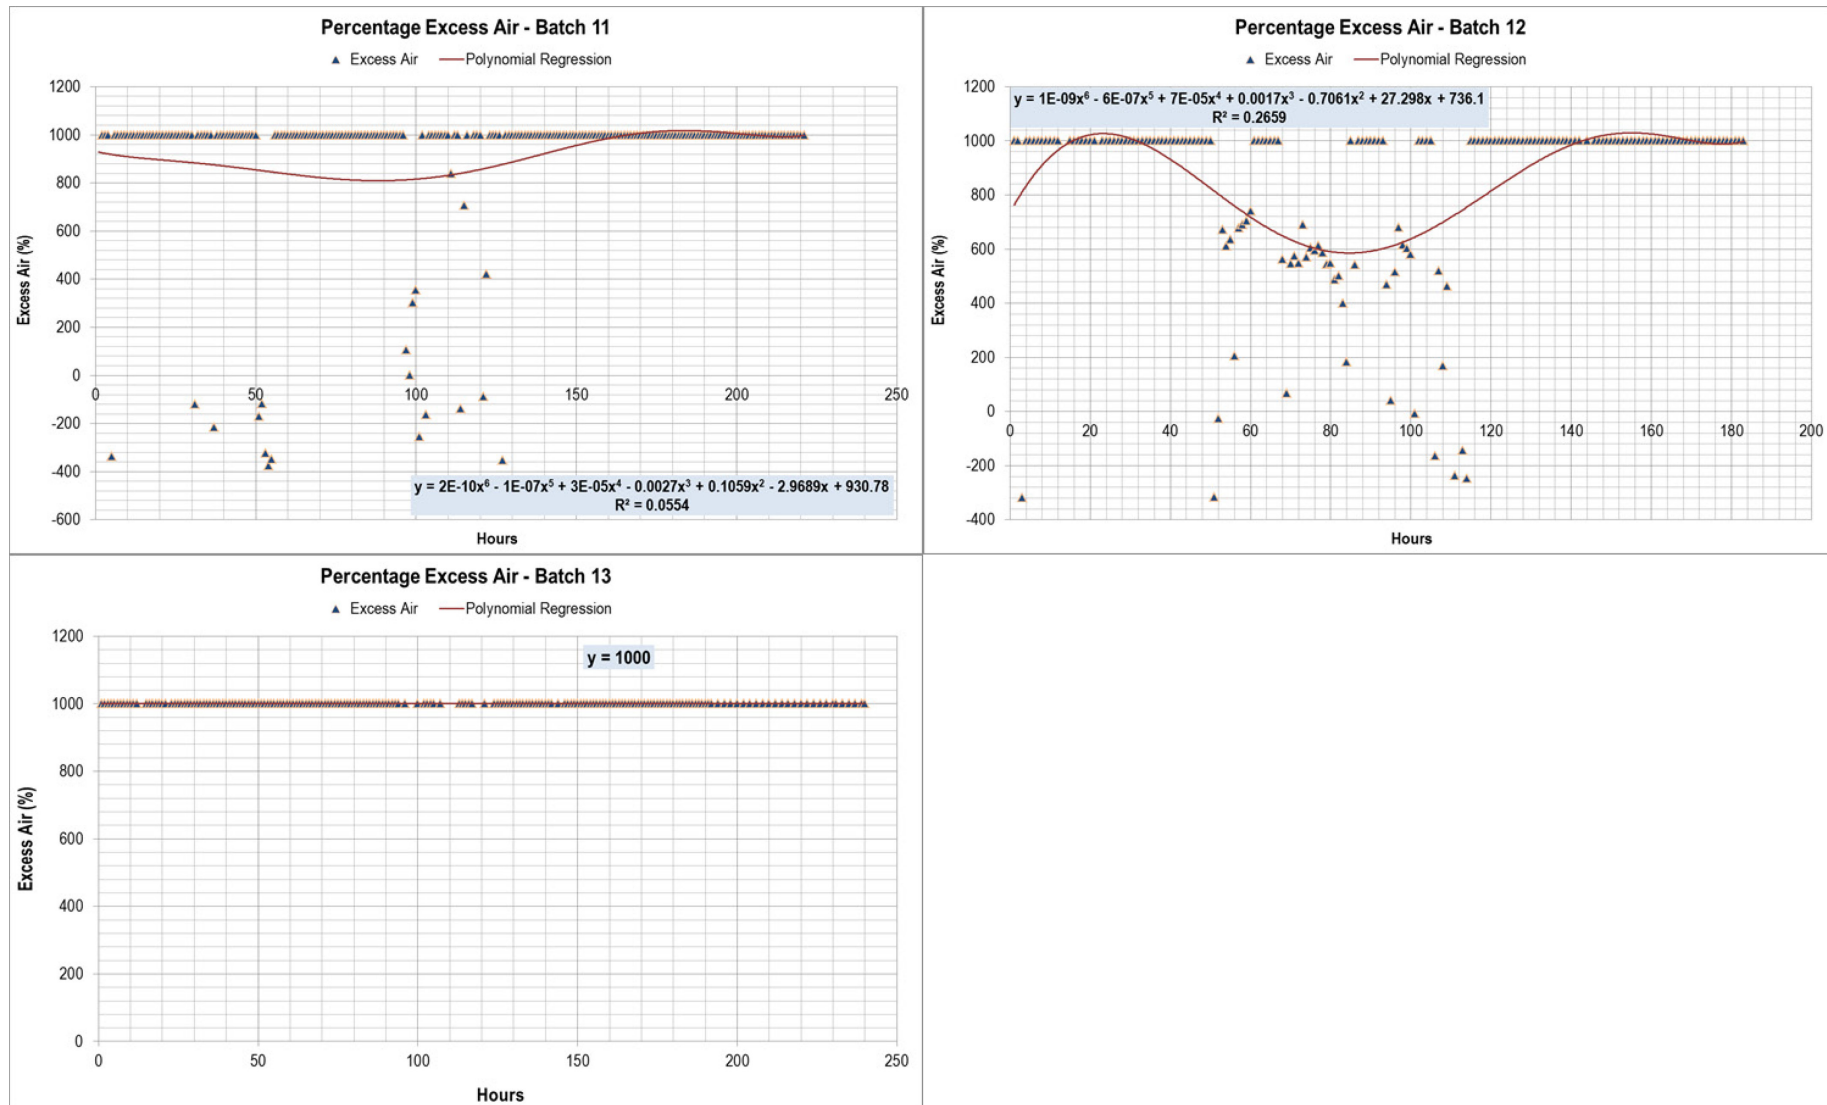 Percentage Excess Air - Batch 11
Excess Air Polynomial Regression
1200
1000
800
600
400
200
0
-200
-400
-600
0 50 100 150 200 250
Excess Air (%)
y = 2E-10x⁶ - 1E-07x⁵ + 3E-05x⁴ - 0.0027x³ + 0.1059x² - 2.9689x + 930.78
R² = 0.0554
Hours
Percentage Excess Air - Batch 12
Excess Air Polynomial Regression
y = 1E-09x⁶ - 6E-07x⁵ + 7E-05x⁴ + 0.0017x³ - 0.7061x² + 27.298x + 736.1
R² = 0.2659
1200
1000
800
600
400
200
0
-200
-400
0 20 40 60 80 100 120 140 160 180 200
Excess Air (%)
Hours
Percentage Excess Air - Batch 13
Excess Air Polynomial Regression
y = 1000
1200
1000
800
600
400
200
0
0 50 100 150 200 250
Excess Air (%)
Hours